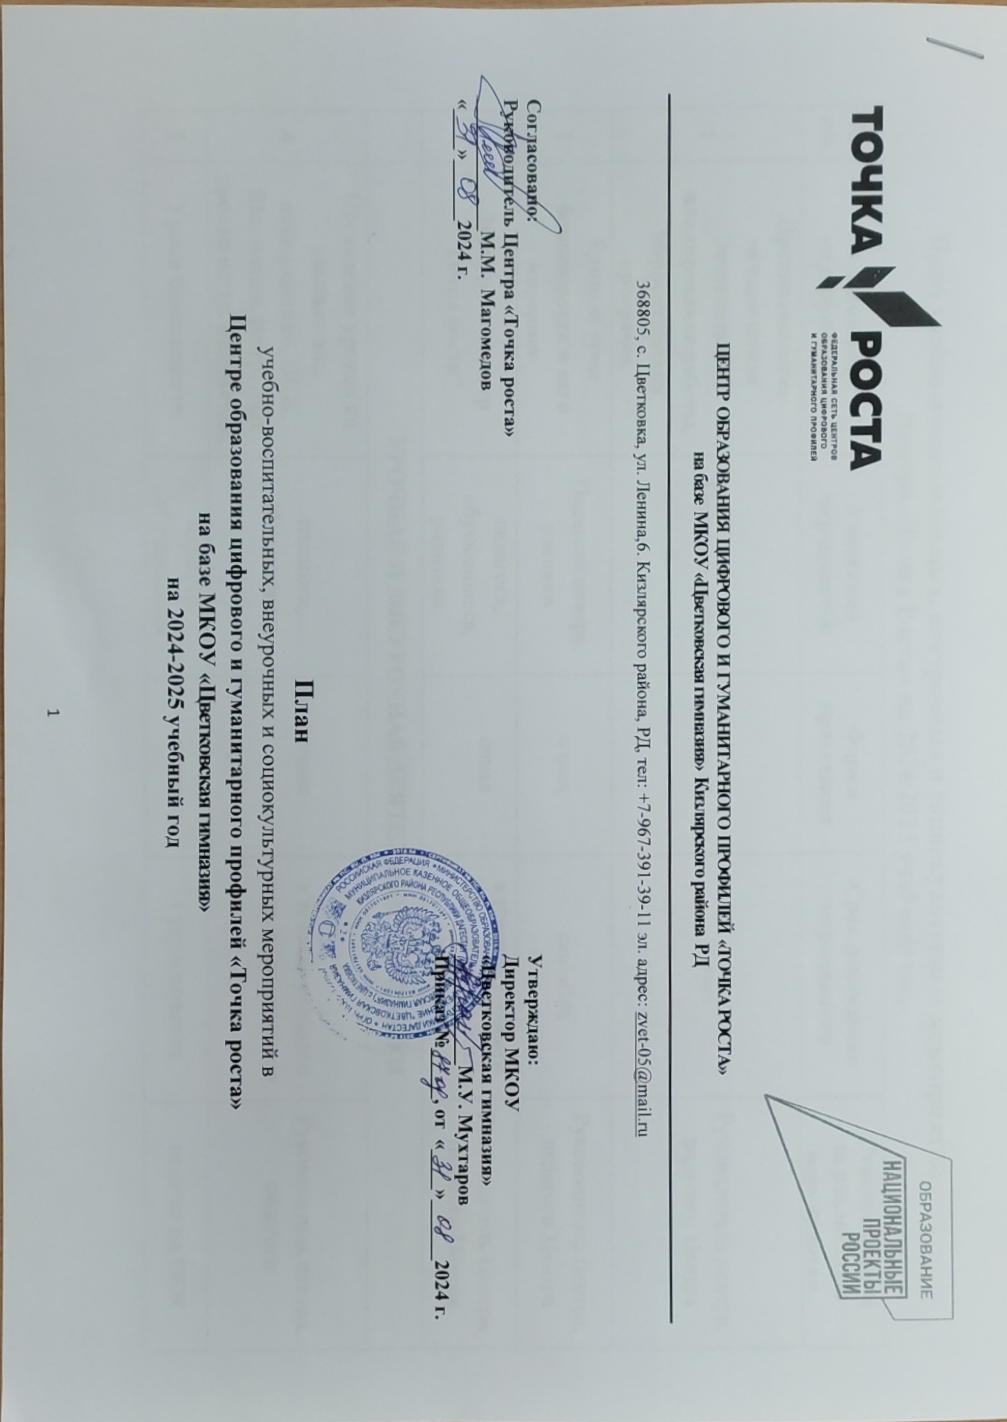 ТОЧКА РОСТА
ФЕДЕРАЛЬНАЯ СЕТЬ ЦЕНТРОВ
ОБРАЗОВАНИЯ ЦИФРОВОГО
И ГУМАНИТАРНОГО ПРОФИЛЕЙ
ОБРАЗОВАНИЕ
НАЦИОНАЛЬНЫЕ
ПРОЕКТЫ
РОССИИ
ЦЕНТР ОБРАЗОВАНИЯ ЦИФРОВОГО И ГУМАНИТАРНОГО ПРОФИЛЕЙ «ТОЧКА РОСТА»
на базе МКОУ «Цветковская гимназия» Кизлярского района РД
368805, с. Цветковка, ул. Ленина,6. Кизлярского района, РД, тел: +7-967-391-39-11 эл. адрес: zvet-05@mail.ru
Согласовано:
Руководитель Центра «Точка роста»
М.М. Магомедов
« 31 » 08 2024 г.
Утверждаю:
Директор МКОУ
«Цветковская гимназия»
М.У. Мухтаров
Приказ № , от « 31 » 08 2024 г.
РОССИЙСКАЯ ФЕДЕРАЦИЯ
План
учебно-воспитательных, внеурочных и социокультурных мероприятий в
Центре образования цифрового и гуманитарного профилей «Точка роста»
на базе МКОУ «Цветковская гимназия»
на 2024-2025 учебный год
1